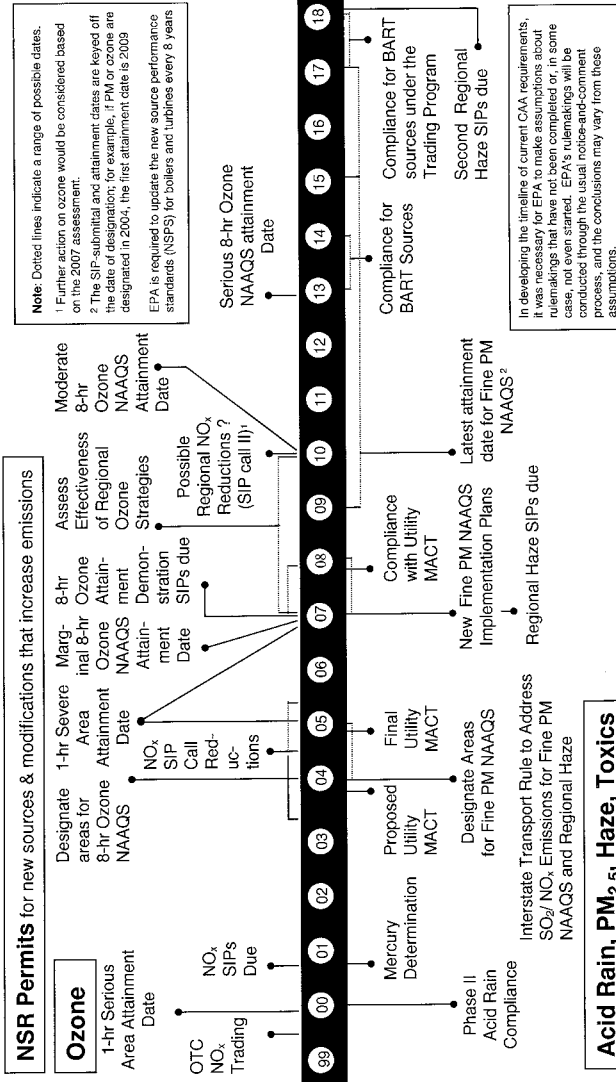 NSR Permits for new sources & modifications that increase emissions
Ozone
1-hr Serious
Area Attainment
Date
OTC
NOx
Trading
NOx
SIPs
Due
Designate
areas for
8-hr Ozone
NAAQS
1-hr Severe
Area
Attainment
Date
NOx
SIP
Call
Red-
uc-
tions
Marg-
inal 8-hr
Ozone
NAAQS
Attain-
ment
Date
8-hr
Ozone
Attain-
ment
Demon-
stration
SIPs due
Assess
Effectiveness
of Regional
Ozone
Strategies
Possible
Regional NOx
Reductions ?
(SIP call II)¹
Moderate
8-hr
Ozone
NAAQS
Attainment
Date
Serious 8-hr Ozone
NAAQS attainment
Date
Note: Dotted lines indicate a range of possible dates.
¹ Further action on ozone would be considered based
on the 2007 assessment.
² The SIP-submittal and attainment dates are keyed off
the date of designation; for example, if PM or ozone are
designated in 2004, the first attainment date is 2009
EPA is required to update the new source performance
standards (NSPS) for boilers and turbines every 8 years
99 00 01 02 03 04 05 06 07 08 09 10 11 12 13 14 15 16 17 18
Phase II
Acid Rain
Compliance
Mercury
Determination
Proposed
Utility
MACT
Final
Utility
MACT
Designate Areas
for Fine PM NAAQS
Interstate Transport Rule to Address
SO2/ NOx Emissions for Fine PM
NAAQS and Regional Haze
Compliance
with Utility
MACT
New Fine PM NAAQS
Implementation Plans
Regional Haze SIPs due
Latest attainment
date for Fine PM
NAAQS²
Compliance for
BART Sources
Compliance for BART
sources under the
Trading Program
Second Regional
Haze SIPs due
In developing the timeline of current CAA requirements,
it was necessary for EPA to make assumptions about
rulemakings that have not been completed or, in some
case, not even started. EPA's rulemakings will be
conducted through the usual notice-and-comment
process, and the conclusions may vary from these
assumptions.
Acid Rain, PM2.5, Haze, Toxics